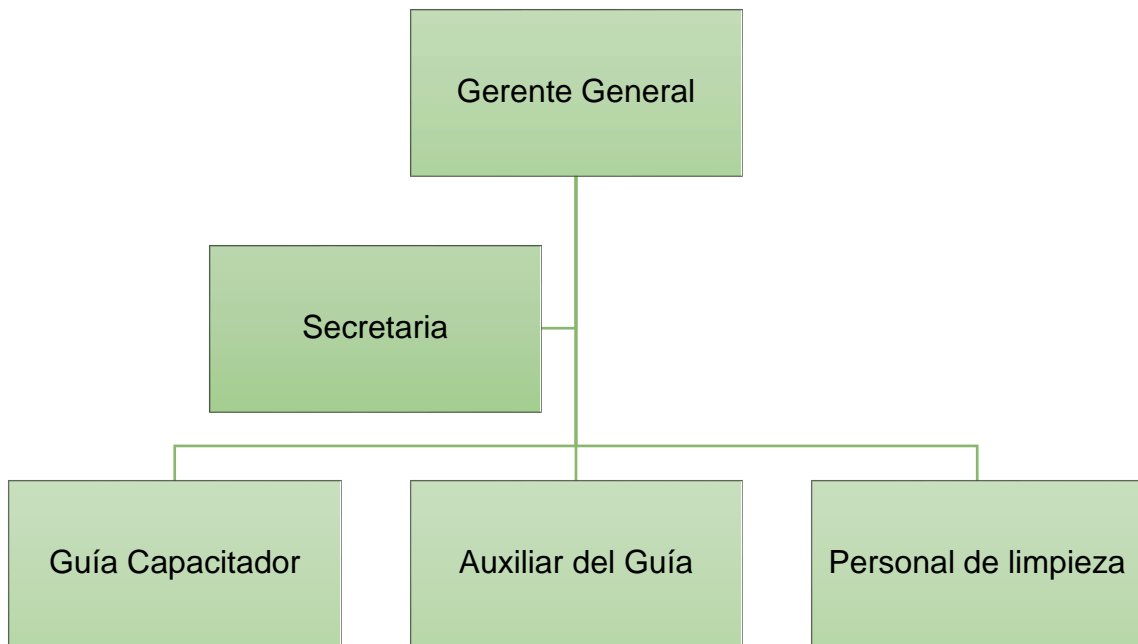 Gerente General
Secretaria
Guía Capacitador
Auxiliar del Guía
Personal de limpieza